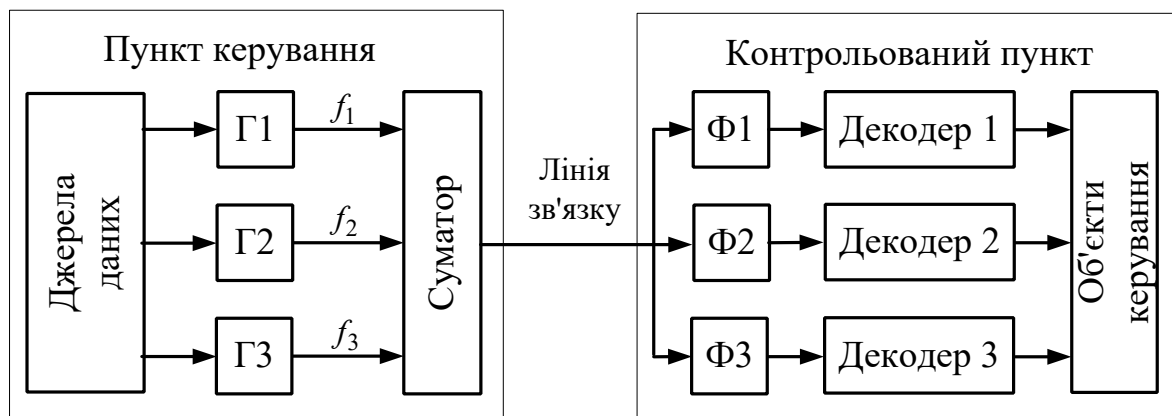 Пункт керування
Контрольований пункт
Джерела
даних
Г1
f1
Г2
f2
Г3
f3
Суматор
Лінія
зв'язку
Ф1
Декодер 1
Ф2
Декодер 2
Ф3
Декодер 3
Об'єкти
керування